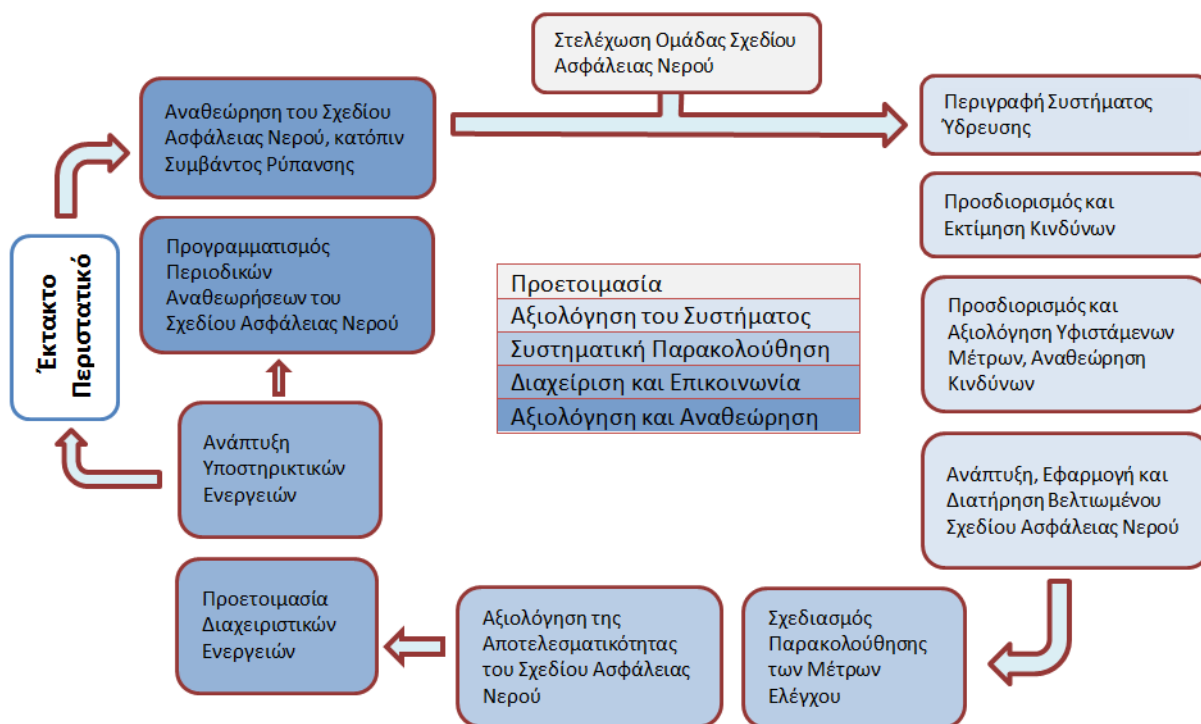 Στελέχωση Ομάδας Σχεδίου
Ασφάλειας Νερού
Αναθεώρηση του Σχεδίου
Ασφάλειας Νερού, κατόπιν
Συμβάντος Ρύπανσης
Περιγραφή Συστήματος
Ύδρευσης
Προσδιορισμός και
Εκτίμηση Κινδύνων
Προσδιορισμός και
Αξιολόγηση Υφιστάμενων
Μέτρων, Αναθεώρηση
Κινδύνων
Ανάπτυξη, Εφαρμογή και
Διατήρηση Βελτιωμένου
Σχεδίου Ασφάλειας Νερού
Σχεδιασμός
Παρακολούθησης
των Μέτρων
Ελέγχου
Αξιολόγηση της
Αποτελεσματικότητας
του Σχεδίου Ασφάλειας
Νερού
Προετοιμασία
Διαχειριστικών
Ενεργειών
Ανάπτυξη
Υποστηρικτικών
Ενεργειών
Προγραμματισμός
Περιοδικών
Αναθεωρήσεων του
Σχεδίου Ασφάλειας Νερού
Έκτακτο
Περιστατικό
Προετοιμασία
Αξιολόγηση του Συστήματος
Συστηματική Παρακολούθηση
Διαχείριση και Επικοινωνία
Αξιολόγηση και Αναθεώρηση